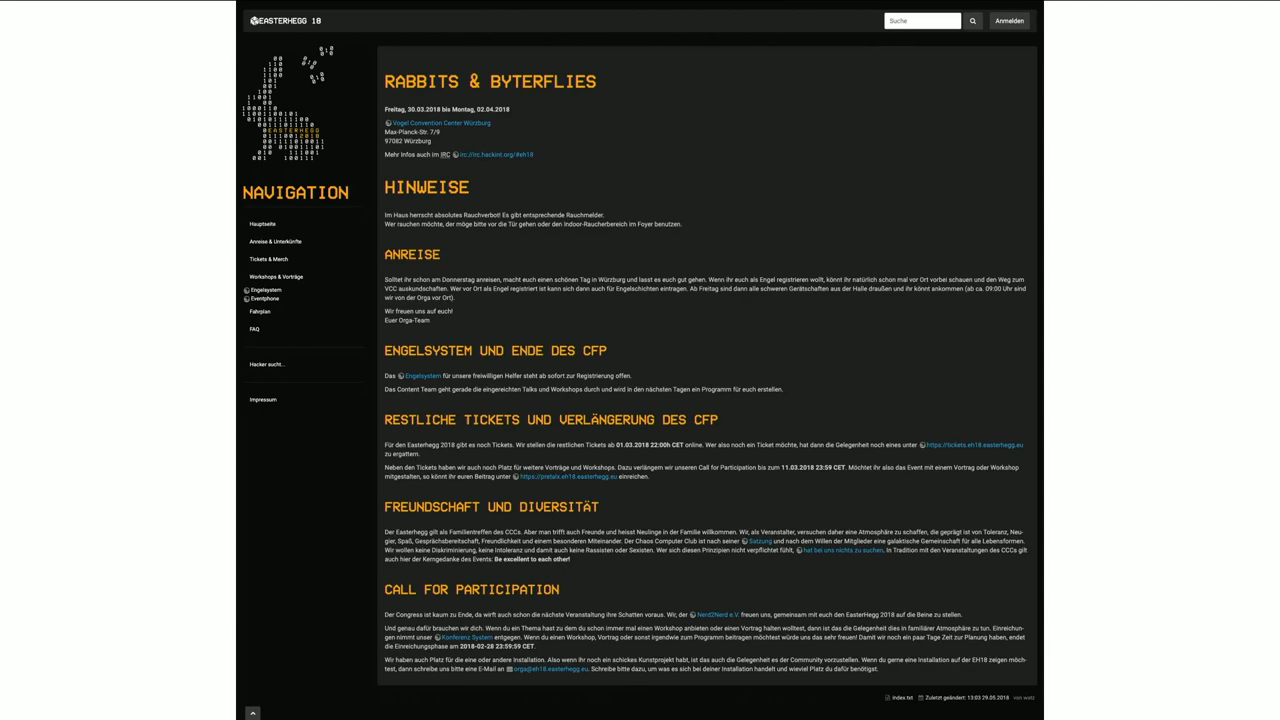 EASTERHEGG 18
Suche
Anmelden
EASTERHEGG
2018
NAVIGATION
Hauptseite
Anreise & Unterkünfte
Tickets & Merch
Workshops & Vorträge
Engelsystem
Eventphone
Fahrplan
FAQ
Hacker sucht...
Impressum
RABBITS & BYTERFLIES
Freitag, 30.03.2018 bis Montag, 02.04.2018
Vogel Convention Center Würzburg
Max-Planck-Str. 7/9
97082 Würzburg
Mehr Infos auch im IRC irc://irc.hackint.org/#eh18
HINWEISE
Im Haus herrscht absolutes Rauchverbot! Es gibt entsprechende Rauchmelder.
Wer rauchen möchte, der möge bitte vor die Tür gehen oder den Indoor-Raucherbereich im Foyer benutzen.
ANREISE
Solltet ihr schon am Donnerstag anreisen, macht euch einen schönen Tag in Würzburg und lasst es euch gut gehen. Wenn ihr euch als Engel registrieren wollt, könnt ihr natürlich schon mal vor Ort vorbei schauen und den Weg zum
VCC auskundschaften. Wer vor Ort als Engel registriert ist kann sich dann auch für Engelschichten eintragen. Ab Freitag sind dann alle schweren Gerätschaften aus der Halle draußen und ihr könnt ankommen (ab ca. 09:00 Uhr sind
wir von der Orga vor Ort).
Wir freuen uns auf euch!
Euer Orga-Team
ENGELSYSTEM UND ENDE DES CFP
Das Engelsystem für unsere freiwilligen Helfer steht ab sofort zur Registrierung offen.
Das Content Team geht gerade die eingereichten Talks und Workshops durch und wird in den nächsten Tagen ein Programm für euch erstellen.
RESTLICHE TICKETS UND VERLÄNGERUNG DES CFP
Für den Easterhegg 2018 gibt es noch Tickets. Wir stellen die restlichen Tickets ab 01.03.2018 22:00h CET online. Wer also noch ein Ticket möchte, hat dann die Gelegenheit noch eines unter https://tickets.eh18.easterhegg.eu
zu ergattern.
Neben den Tickets haben wir auch noch Platz für weitere Vorträge und Workshops. Dazu verlängern wir unseren Call for Participation bis zum 11.03.2018 23:59 CET. Möchtet ihr also das Event mit einem Vortrag oder Workshop
mitgestalten, so könnt ihr euren Beitrag unter https://pretalx.eh18.easterhegg.eu einreichen.
FREUNDSCHAFT UND DIVERSITÄT
Der Easterhegg gilt als Familientreffen des CCCs. Aber man trifft auch Freunde und heisst Neulinge in der Familie willkommen. Wir, als Veranstalter, versuchen daher eine Atmosphäre zu schaffen, die geprägt ist von Toleranz, Neu-
gier, Spaß, Gesprächsbereitschaft, Freundlichkeit und einem besonderen Miteinander. Der Chaos Computer Club ist nach seiner Satzung und nach dem Willen der Mitglieder eine galaktische Gemeinschaft für alle Lebensformen.
Wir wollen keine Diskriminierung, keine Intoleranz und damit auch keine Rassisten oder Sexisten. Wer sich diesen Prinzipien nicht verpflichtet fühlt, hat bei uns nichts zu suchen. In Tradition mit den Veranstaltungen des CCCs gilt
auch hier der Kerngedanke des Events: Be excellent to each other!
CALL FOR PARTICIPATION
Der Congress ist kaum zu Ende, da wirft auch schon die nächste Veranstaltung ihre Schatten voraus. Wir, der Nerd2Nerd e.V. freuen uns, gemeinsam mit euch den EasterHegg 2018 auf die Beine zu stellen.
Und genau dafür brauchen wir dich. Wenn du ein Thema hast zu dem du schon immer mal einen Workshop anbieten oder einen Vortrag halten wolltest, dann ist das die Gelegenheit dies in familiärer Atmosphäre zu tun. Einreichun-
gen nimmt unser Konferenz System entgegen. Wenn du einen Workshop, Vortrag oder sonst irgendwie zum Programm beitragen möchtest würde uns das sehr freuen! Damit wir noch ein paar Tage Zeit zur Planung haben, endet
die Einreichungsphase am 2018-02-28 23:59:59 CET.
Wir haben auch Platz für die eine oder andere Installation. Also wenn ihr noch ein schickes Kunstprojekt habt, ist das auch die Gelegenheit es der Community vorzustellen. Wenn du gerne eine Installation auf der EH18 zeigen möch-
test, dann schreibe uns bitte eine E-Mail an orga@eh18.easterhegg.eu. Schreibe bitte dazu, um was es sich bei deiner Installation handelt und wieviel Platz du dafür benötigst.
index.txt Zuletzt geändert: 13:03 29.05.2018 von watz